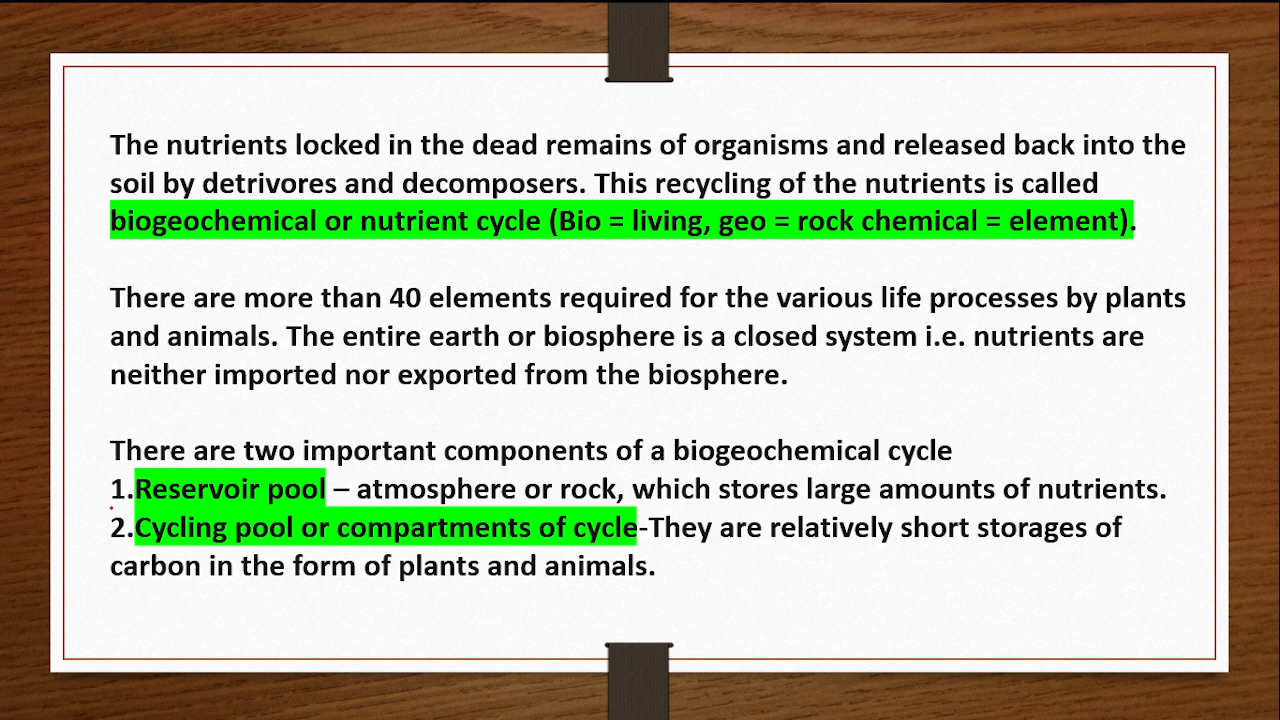 The nutrients locked in the dead remains of organisms and released back into the
soil by detrivores and decomposers. This recycling of the nutrients is called
biogeochemical or nutrient cycle (Bio = living, geo = rock chemical = element).
There are more than 40 elements required for the various life processes by plants
and animals. The entire earth or biosphere is a closed system i.e. nutrients are
neither imported nor exported from the biosphere.
There are two important components of a biogeochemical cycle
1.Reservoir pool – atmosphere or rock, which stores large amounts of nutrients.
2.Cycling pool or compartments of cycle-They are relatively short storages of
carbon in the form of plants and animals.